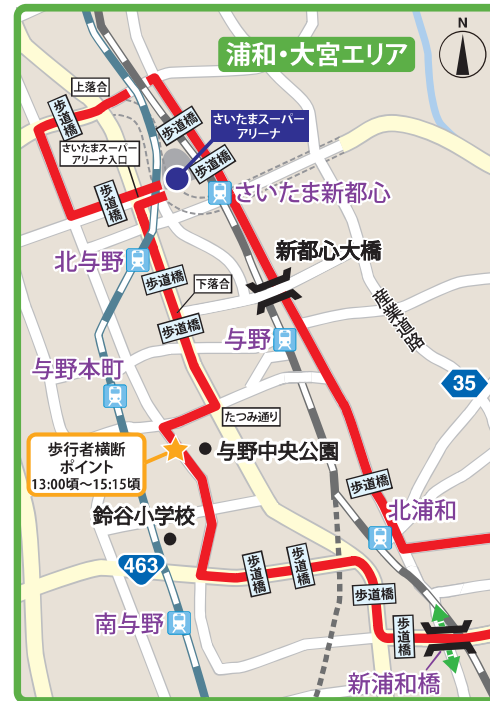 浦和・大宮エリア
N
上落合
歩道橋
歩道橋
さいたまスーパー
アリーナ
さいたまスーパー
アリーナ入口
歩道橋
歩道橋
さいたま新都心
北与野
歩道橋
下落合
新都心大橋
歩道橋
与野
産業道路
与野本町
35
たつみ通り
歩行者横断
ポイント
13:00頃～15:15頃
与野中央公園
歩道橋
鈴谷小学校
北浦和
463
歩道橋
歩道橋
歩道橋
南与野
歩道橋
新浦和橋